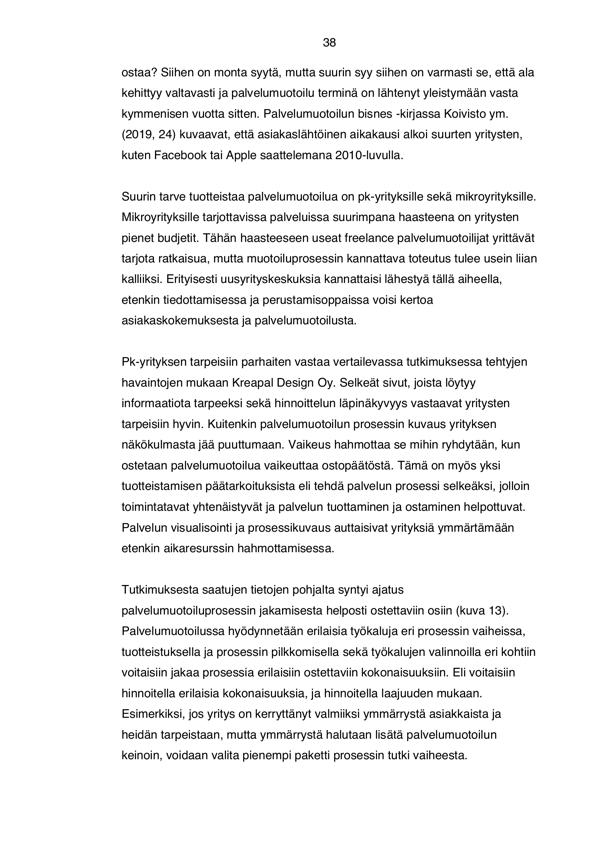 38
ostaa? Siihen on monta syytä, mutta suurin syy siihen on varmasti se, että ala
kehittyy valtavasti ja palvelumuotoilu terminä on lähtenyt yleistymään vasta
kymmenisen vuotta sitten. Palvelumuotoilun bisnes -kirjassa Koivisto ym.
(2019, 24) kuvaavat, että asiakaslähtöinen aikakausi alkoi suurten yritysten,
kuten Facebook tai Apple saattelemana 2010-luvulla.
Suurin tarve tuotteistaa palvelumuotoilua on pk-yrityksille sekä mikroyrityksille.
Mikroyrityksille tarjottavissa palveluissa suurimpana haasteena on yritysten
pienet budjetit. Tähän haasteeseen useat freelance palvelumuotoilijat yrittävät
tarjota ratkaisua, mutta muotoiluprosessin kannattava toteutus tulee usein liian
kalliiksi. Erityisesti uusyrityskeskuksia kannattaisi lähestyä tällä aiheella,
etenkin tiedottamisessa ja perustamisoppaissa voisi kertoa
asiakaskokemuksesta ja palvelumuotoilusta.
Pk-yrityksen tarpeisiin parhaiten vastaa vertailevassa tutkimuksessa tehtyjen
havaintojen mukaan Kreapal Design Oy. Selkeät sivut, joista löytyy
informaatiota tarpeeksi sekä hinnoittelun läpinäkyvyys vastaavat yritysten
tarpeisiin hyvin. Kuitenkin palvelumuotoilun prosessin kuvaus yrityksen
näkökulmasta jää puuttumaan. Vaikeus hahmottaa se mihin ryhdytään, kun
ostetaan palvelumuotoilua vaikeuttaa ostopäätöstä. Tämä on myös yksi
tuotteistamisen päätarkoituksista eli tehdä palvelun prosessi selkeäksi, jolloin
toimintatavat yhtenäistyvät ja palvelun tuottaminen ja ostaminen helpottuvat.
Palvelun visualisointi ja prosessikuvaus auttaisivat yrityksiä ymmärtämään
etenkin aikaresurssin hahmottamisessa.
Tutkimuksesta saatujen tietojen pohjalta syntyi ajatus
palvelumuotoiluprosessin jakamisesta helposti ostettaviin osiin (kuva 13).
Palvelumuotoilussa hyödynnetään erilaisia työkaluja eri prosessin vaiheissa,
tuotteistuksella ja prosessin pilkkomisella sekä työkalujen valinnoilla eri kohtiin
voitaisiin jakaa prosessia erilaisiin ostettaviin kokonaisuuksiin. Eli voitaisiin
hinnoitella erilaisia kokonaisuuksia, ja hinnoitella laajuuden mukaan.
Esimerkiksi, jos yritys on kerryttänyt valmiiksi ymmärrystä asiakkaista ja
heidän tarpeistaan, mutta ymmärrystä halutaan lisätä palvelumuotoilun
keinoin, voidaan valita pienempi paketti prosessin tutki vaiheesta.